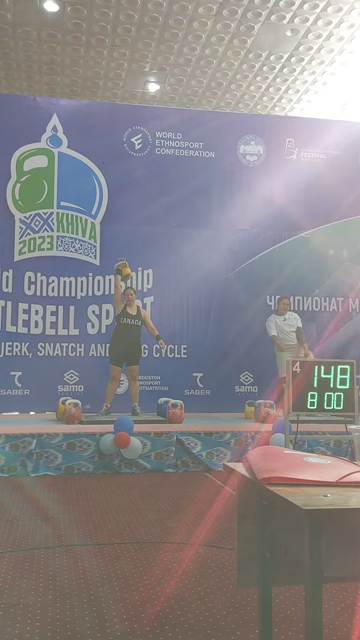 WORLD
ETHNOSPORT
CONFEDERATION
FESTIVAL
KHIVA
2023
ld Championship
TLEBELL SPORT
JERK, SNATCH AND
G CYCLE
ЧЕМПИОНАТ М
CANADA
SABER
SAMO
SABER
SAMO
4
148
8 00